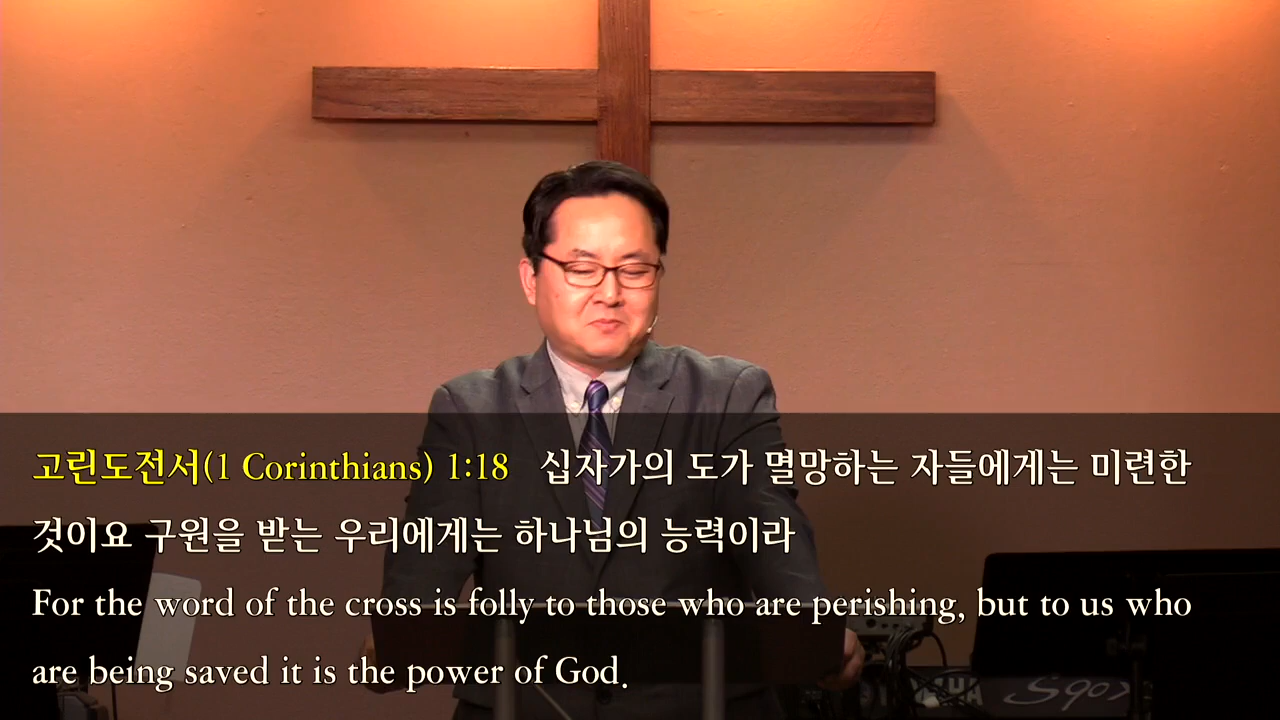 고린도전서(1 Corinthians) 1:18 십자가의 도가 멸망하는 자들에게는 미련한
것이요 구원을 받는 우리에게는 하나님의 능력이라
For the word of the cross is folly to those who are perishing, but to us who
are being saved it is the power of God.
YAMAHA S90X